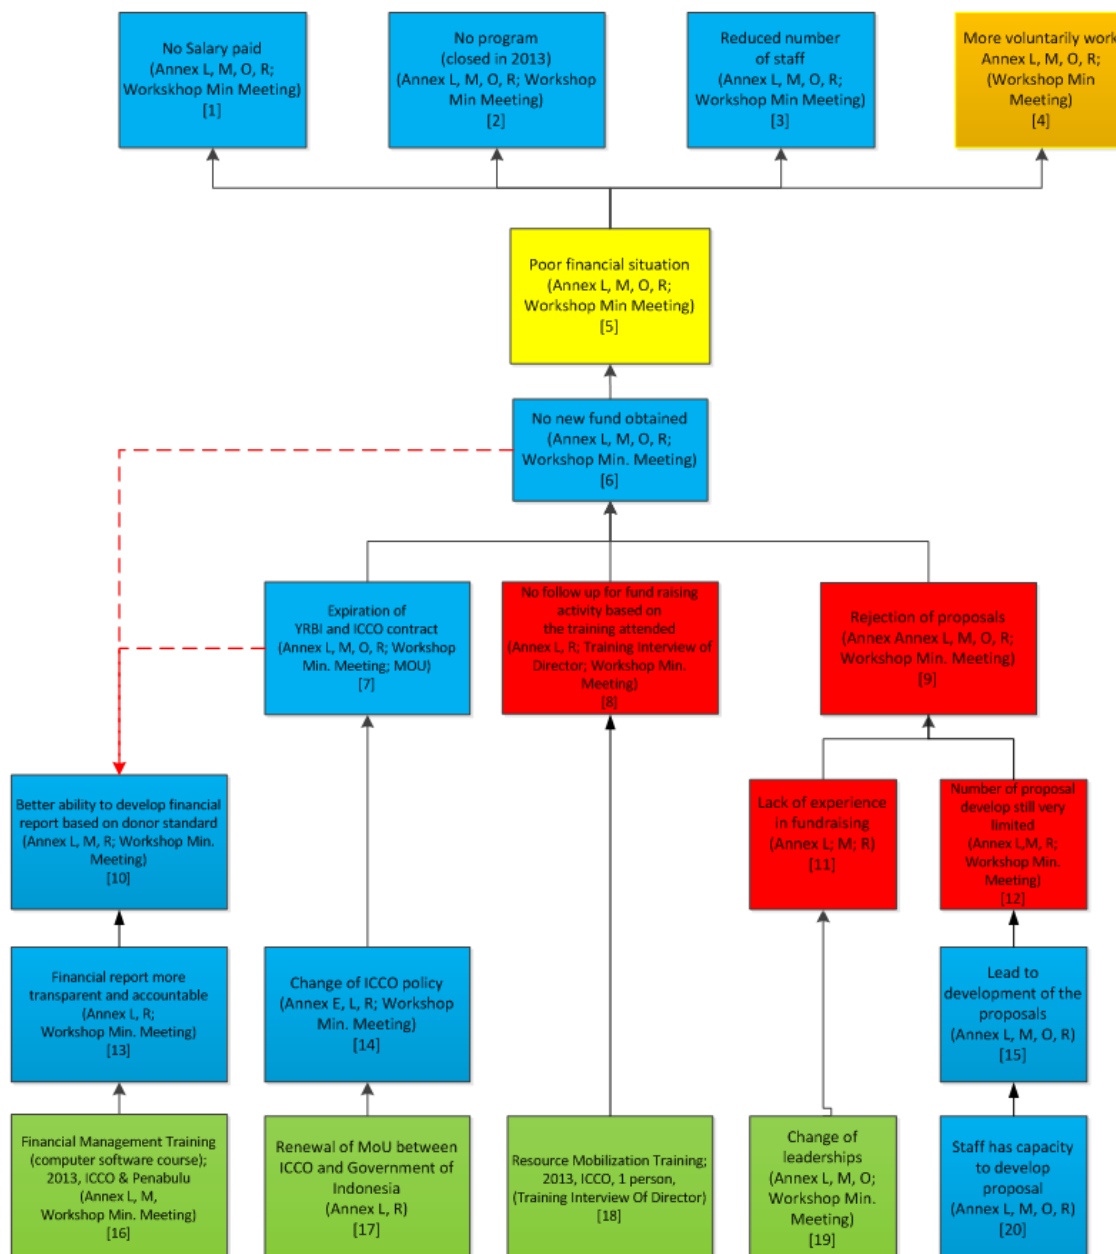 No Salary paid
(Annex L, M, O, R;
Workskhop Min Meeting)
[1]
No program
(closed in 2013)
(Annex L, M, O, R; Workshop
Min Meeting)
[2]
Reduced number
of staff
(Annex L, M, O, R;
Workshop Min Meeting)
[3]
More voluntarily work
Annex L, M, O, R;
(Workshop Min
Meeting)
[4]
Poor financial situation
(Annex L, M, O, R;
Workshop Min Meeting)
[5]
No new fund obtained
(Annex L, M, O, R;
Workshop Min. Meeting)
[6]
Expiration of
YRBI and ICCO contract
(Annex L, M, O, R; Workshop
Min. Meeting; MOU)
[7]
No follow up for fund raising
activity based on
the training attended
(Annex L, R; Training Interview of
Director; Workshop Min.
Meeting)
[8]
Rejection of proposals
(Annex Annex L, M, O, R;
Workshop Min. Meeting)
[9]
Better ability to develop financial
report based on donor standard
(Annex L, M, R; Workshop Min.
Meeting)
[10]
Lack of experience
in fundraising
(Annex L; M; R)
[11]
Number of proposal
develop still very
limited
(Annex L,M, R;
Workshop Min.
Meeting)
[12]
Financial report more
transparent and accountable
(Annex L, R;
Workshop Min. Meeting)
[13]
Change of ICCO policy
(Annex E, L, R; Workshop
Min. Meeting)
[14]
Lead to
development of the
proposals
(Annex L, M, O, R)
[15]
Financial Management Training
(computer software course);
2013, ICCO & Penabulu
(Annex L, M,
Workshop Min. Meeting)
[16]
Renewal of MoU between
ICCO and Government of
Indonesia
(Annex L, R)
[17]
Resource Mobilization Training;
2013, ICCO, 1 person,
(Training Interview Of Director)
[18]
Change of
leaderships
(Annex L, M, O;
Workshop Min.
Meeting)
[19]
Staff has capacity
to develop
proposal
(Annex L, M, O, R)
[20]